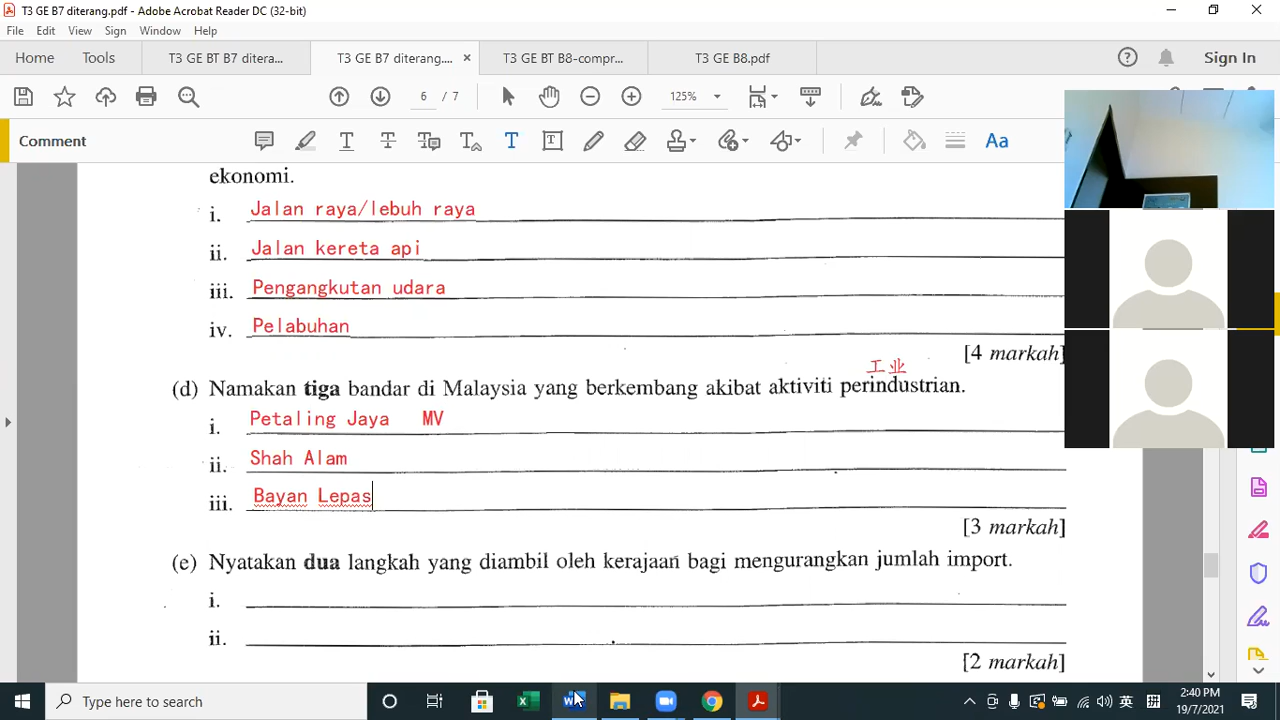 T3 GE B7 diterang.pdf - Adobe Acrobat Reader DC (32-bit)
File Edit View Sign Window Help
Home Tools T3 GE BT B7 ditera... T3 GE B7 diterang.... × T3 GE BT B8-compr... T3 GE B8.pdf Sign In
6 / 7 125%
Comment
ekonomi.
i. Jalan raya/lebuh raya
ii. Jalan kereta api
iii. Pengangkutan udara
iv. Pelabuhan
[4 markah]
工业
(d) Namakan tiga bandar di Malaysia yang berkembang akibat aktiviti perindustrian.
i. Petaling Jaya MV
ii. Shah Alam
iii. Bayan Lepas
[3 markah]
(e) Nyatakan dua langkah yang diambil oleh kerajaan bagi mengurangkan jumlah import.
i.
ii.
[2 markah]
Type here to search
英 拼 2:40 PM
19/7/2021